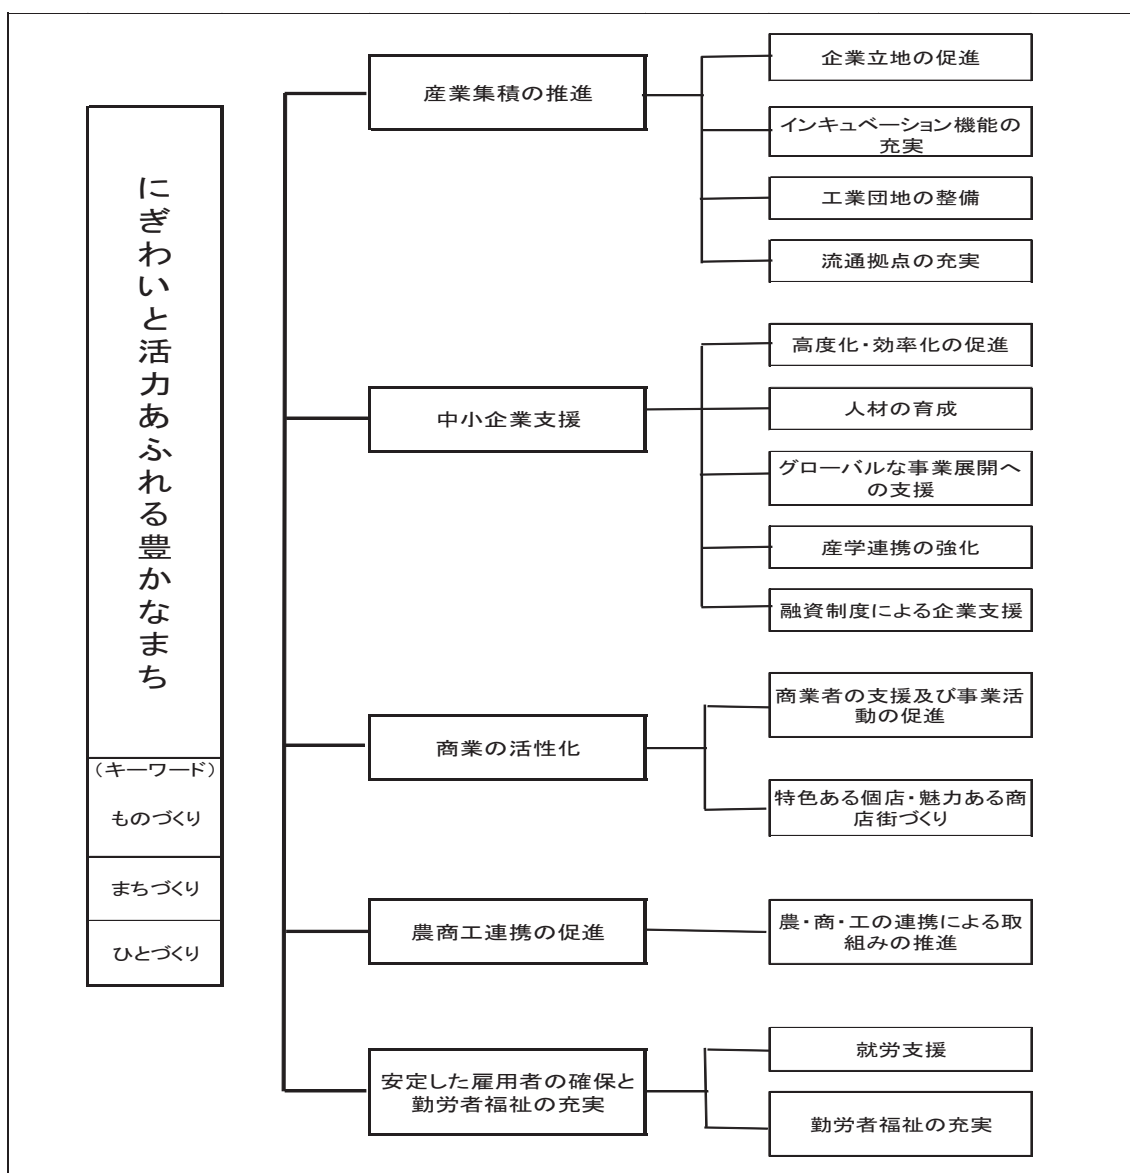 にぎわいと活力あふれる豊かなまち
（キーワード）
ものづくり
まちづくり
ひとづくり
産業集積の推進
企業立地の促進
インキュベーション機能の
充実
工業団地の整備
流通拠点の充実
中小企業支援
高度化・効率化の促進
人材の育成
グローバルな事業展開へ
の支援
産学連携の強化
融資制度による企業支援
商業の活性化
商業者の支援及び事業活
動の促進
特色ある個店・魅力ある商
店街づくり
農商工連携の促進
農・商・工の連携による取
組みの推進
安定した雇用者の確保と
勤労者福祉の充実
就労支援
勤労者福祉の充実